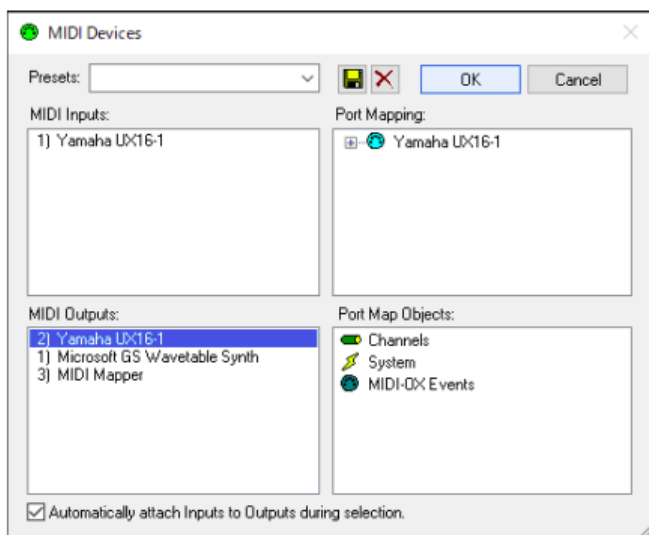 MIDI Devices
Presets:
OK
Cancel
MIDI Inputs:
1) Yamaha UX16-1
Port Mapping:
Yamaha UX16-1
MIDI Outputs:
2) Yamaha UX16-1
1) Microsoft GS Wavetable Synth
3) MIDI Mapper
Port Map Objects:
Channels
System
MIDI-OX Events
Automatically attach Inputs to Outputs during selection.